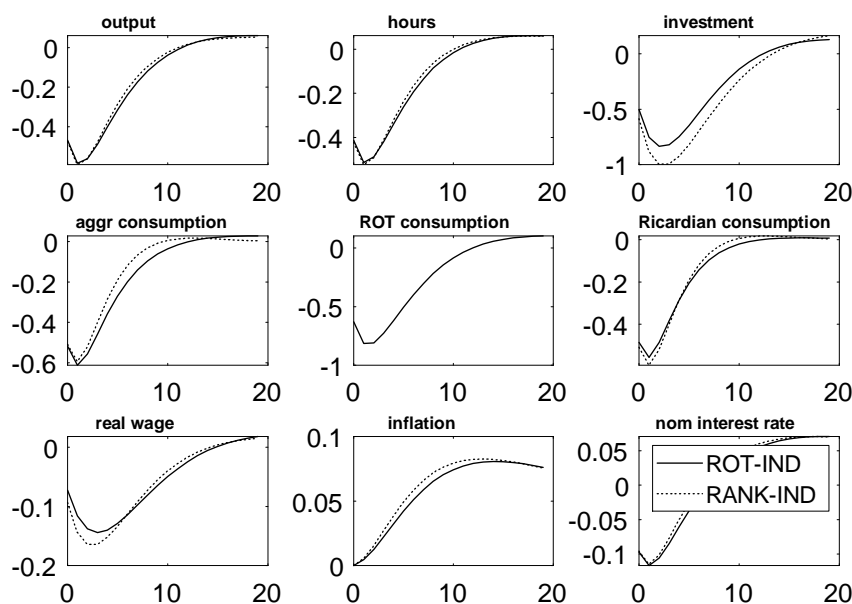 output
0
-0.2
-0.4
0 10 20
hours
0
-0.2
-0.4
0 10 20
investment
0
-0.5
-1
0 10 20
aggr consumption
0
-0.2
-0.4
-0.6
0 10 20
ROT consumption
0
-0.5
-1
0 10 20
Ricardian consumption
0
-0.2
-0.4
0 10 20
real wage
0
-0.1
-0.2
0 10 20
inflation
0.1
0.05
0
0 10 20
nom interest rate
0.05
0
-0.05
-0.1
0 10 20
ROT-IND
RANK-IND